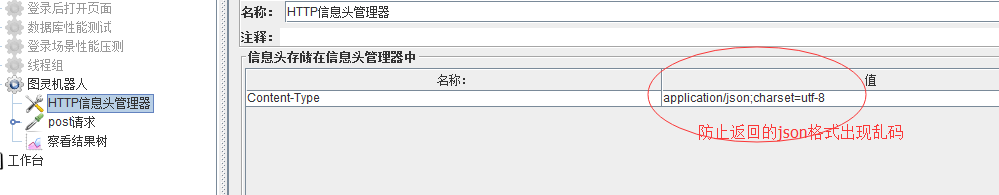 登录后打开页面
数据库性能测试
登录场景性能压测
线程组
图灵机器人
HTTP信息头管理器
post请求
察看结果树
工作台
名称: HTTP信息头管理器
注释:
信息头存储在信息头管理器中
名称: 值
Content-Type application/json;charset=utf-8
防止返回的json格式出现乱码